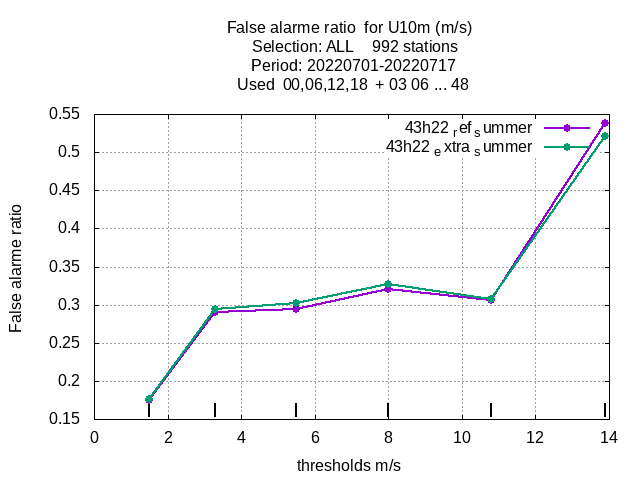 False alarme ratio for U10m (m/s)
Selection: ALL 992 stations
Period: 20220701-20220717
Used 00,06,12,18 + 03 06 ... 48
43h22 ref summer
43h22 extra summer
0.55
0.5
0.45
0.4
0.35
0.3
0.25
0.2
0.15
False alarme ratio
0 2 4 6 8 10 12 14
thresholds m/s